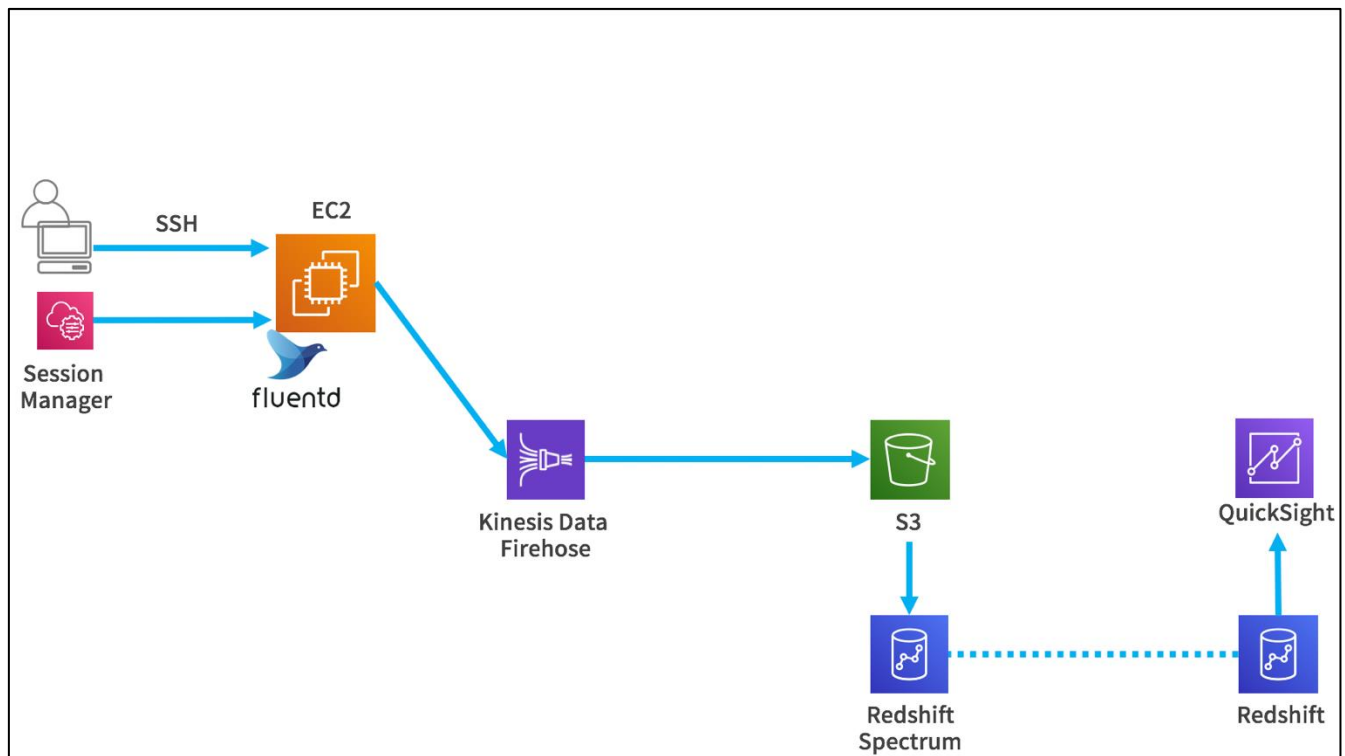 SSH
EC2
Session
Manager
fluentd
Kinesis Data
Firehose
S3
QuickSight
Redshift
Spectrum
Redshift